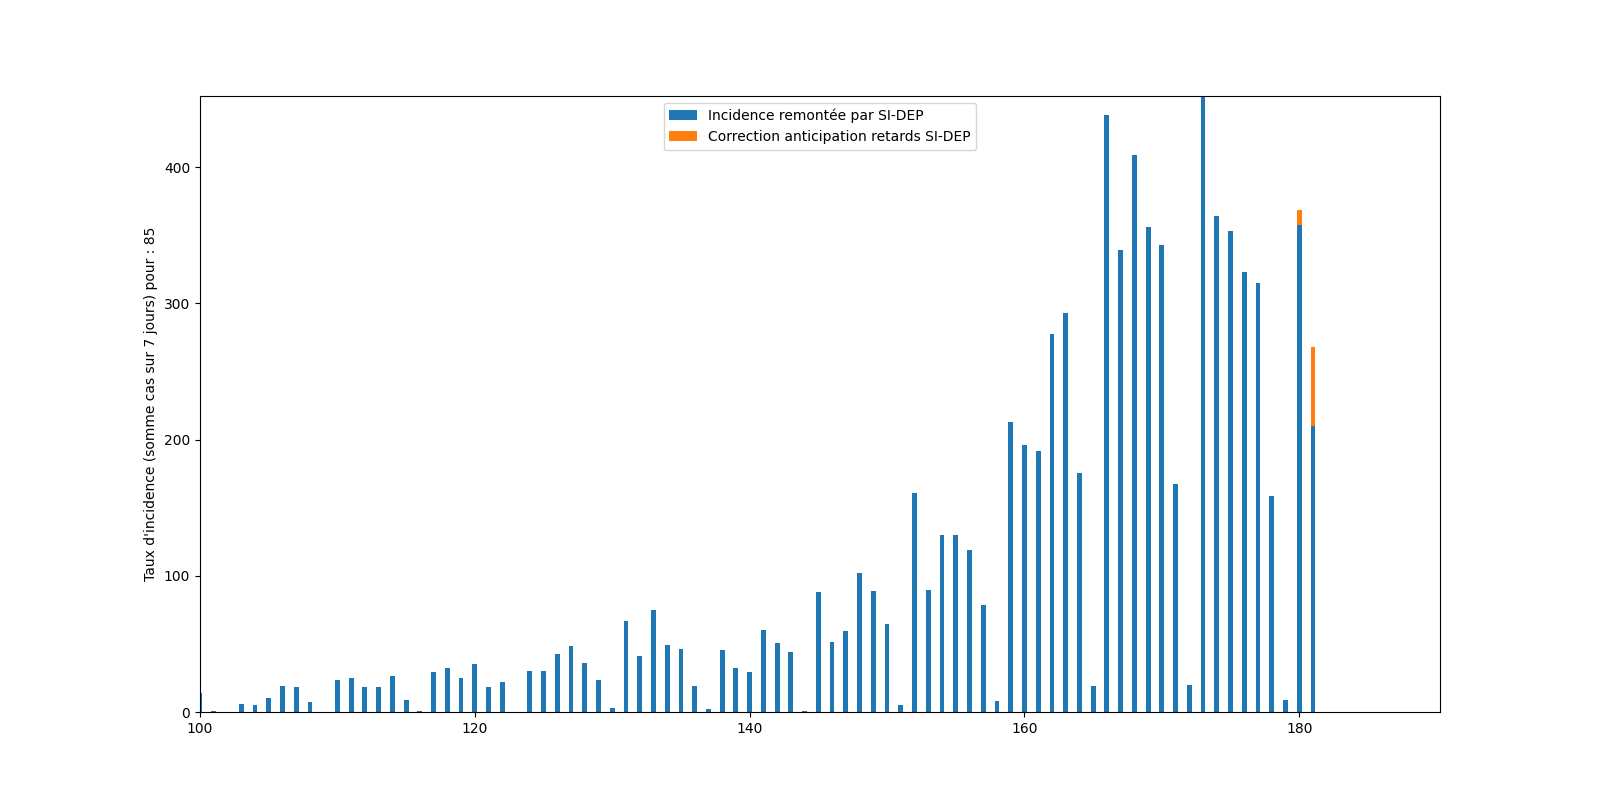 Incidence remontée par SI-DEP
Correction anticipation retards SI-DEP
Taux d'incidence (somme cas sur 7 jours) pour : 85
400
300
200
100
0
100 120 140 160 180